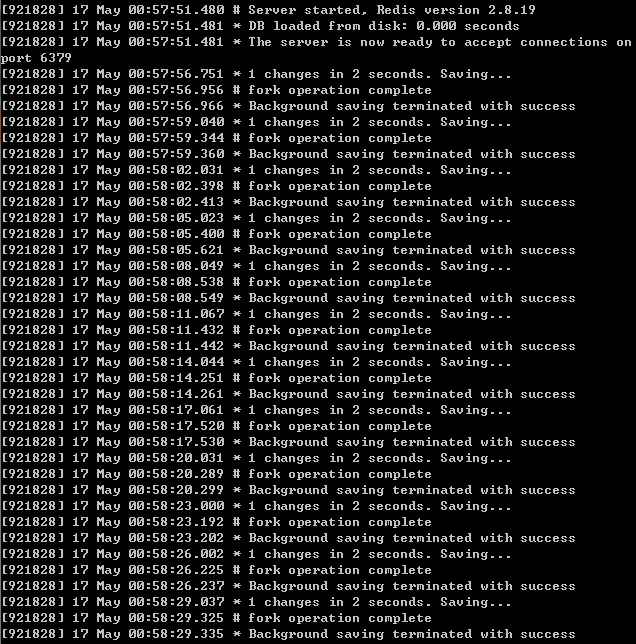 [921828] 17 May 00:57:51.480 # Server started, Redis version 2.8.19
[921828] 17 May 00:57:51.481 * DB loaded from disk: 0.000 seconds
[921828] 17 May 00:57:51.481 * The server is now ready to accept connections on
port 6379
[921828] 17 May 00:57:56.751 * 1 changes in 2 seconds. Saving...
[921828] 17 May 00:57:56.956 # fork operation complete
[921828] 17 May 00:57:56.966 * Background saving terminated with success
[921828] 17 May 00:57:59.040 * 1 changes in 2 seconds. Saving...
[921828] 17 May 00:57:59.344 # fork operation complete
[921828] 17 May 00:57:59.360 * Background saving terminated with success
[921828] 17 May 00:58:02.031 * 1 changes in 2 seconds. Saving...
[921828] 17 May 00:58:02.398 # fork operation complete
[921828] 17 May 00:58:02.413 * Background saving terminated with success
[921828] 17 May 00:58:05.023 * 1 changes in 2 seconds. Saving...
[921828] 17 May 00:58:05.400 # fork operation complete
[921828] 17 May 00:58:05.621 * Background saving terminated with success
[921828] 17 May 00:58:08.049 * 1 changes in 2 seconds. Saving...
[921828] 17 May 00:58:08.538 # fork operation complete
[921828] 17 May 00:58:08.549 * Background saving terminated with success
[921828] 17 May 00:58:11.067 * 1 changes in 2 seconds. Saving...
[921828] 17 May 00:58:11.432 # fork operation complete
[921828] 17 May 00:58:11.442 * Background saving terminated with success
[921828] 17 May 00:58:14.044 * 1 changes in 2 seconds. Saving...
[921828] 17 May 00:58:14.251 # fork operation complete
[921828] 17 May 00:58:14.261 * Background saving terminated with success
[921828] 17 May 00:58:17.061 * 1 changes in 2 seconds. Saving...
[921828] 17 May 00:58:17.520 # fork operation complete
[921828] 17 May 00:58:17.530 * Background saving terminated with success
[921828] 17 May 00:58:20.031 * 1 changes in 2 seconds. Saving...
[921828] 17 May 00:58:20.289 # fork operation complete
[921828] 17 May 00:58:20.299 * Background saving terminated with success
[921828] 17 May 00:58:23.000 * 1 changes in 2 seconds. Saving...
[921828] 17 May 00:58:23.192 # fork operation complete
[921828] 17 May 00:58:23.202 * Background saving terminated with success
[921828] 17 May 00:58:26.002 * 1 changes in 2 seconds. Saving...
[921828] 17 May 00:58:26.225 # fork operation complete
[921828] 17 May 00:58:26.237 * Background saving terminated with success
[921828] 17 May 00:58:29.037 * 1 changes in 2 seconds. Saving...
[921828] 17 May 00:58:29.325 # fork operation complete
[921828] 17 May 00:58:29.335 * Background saving terminated with success